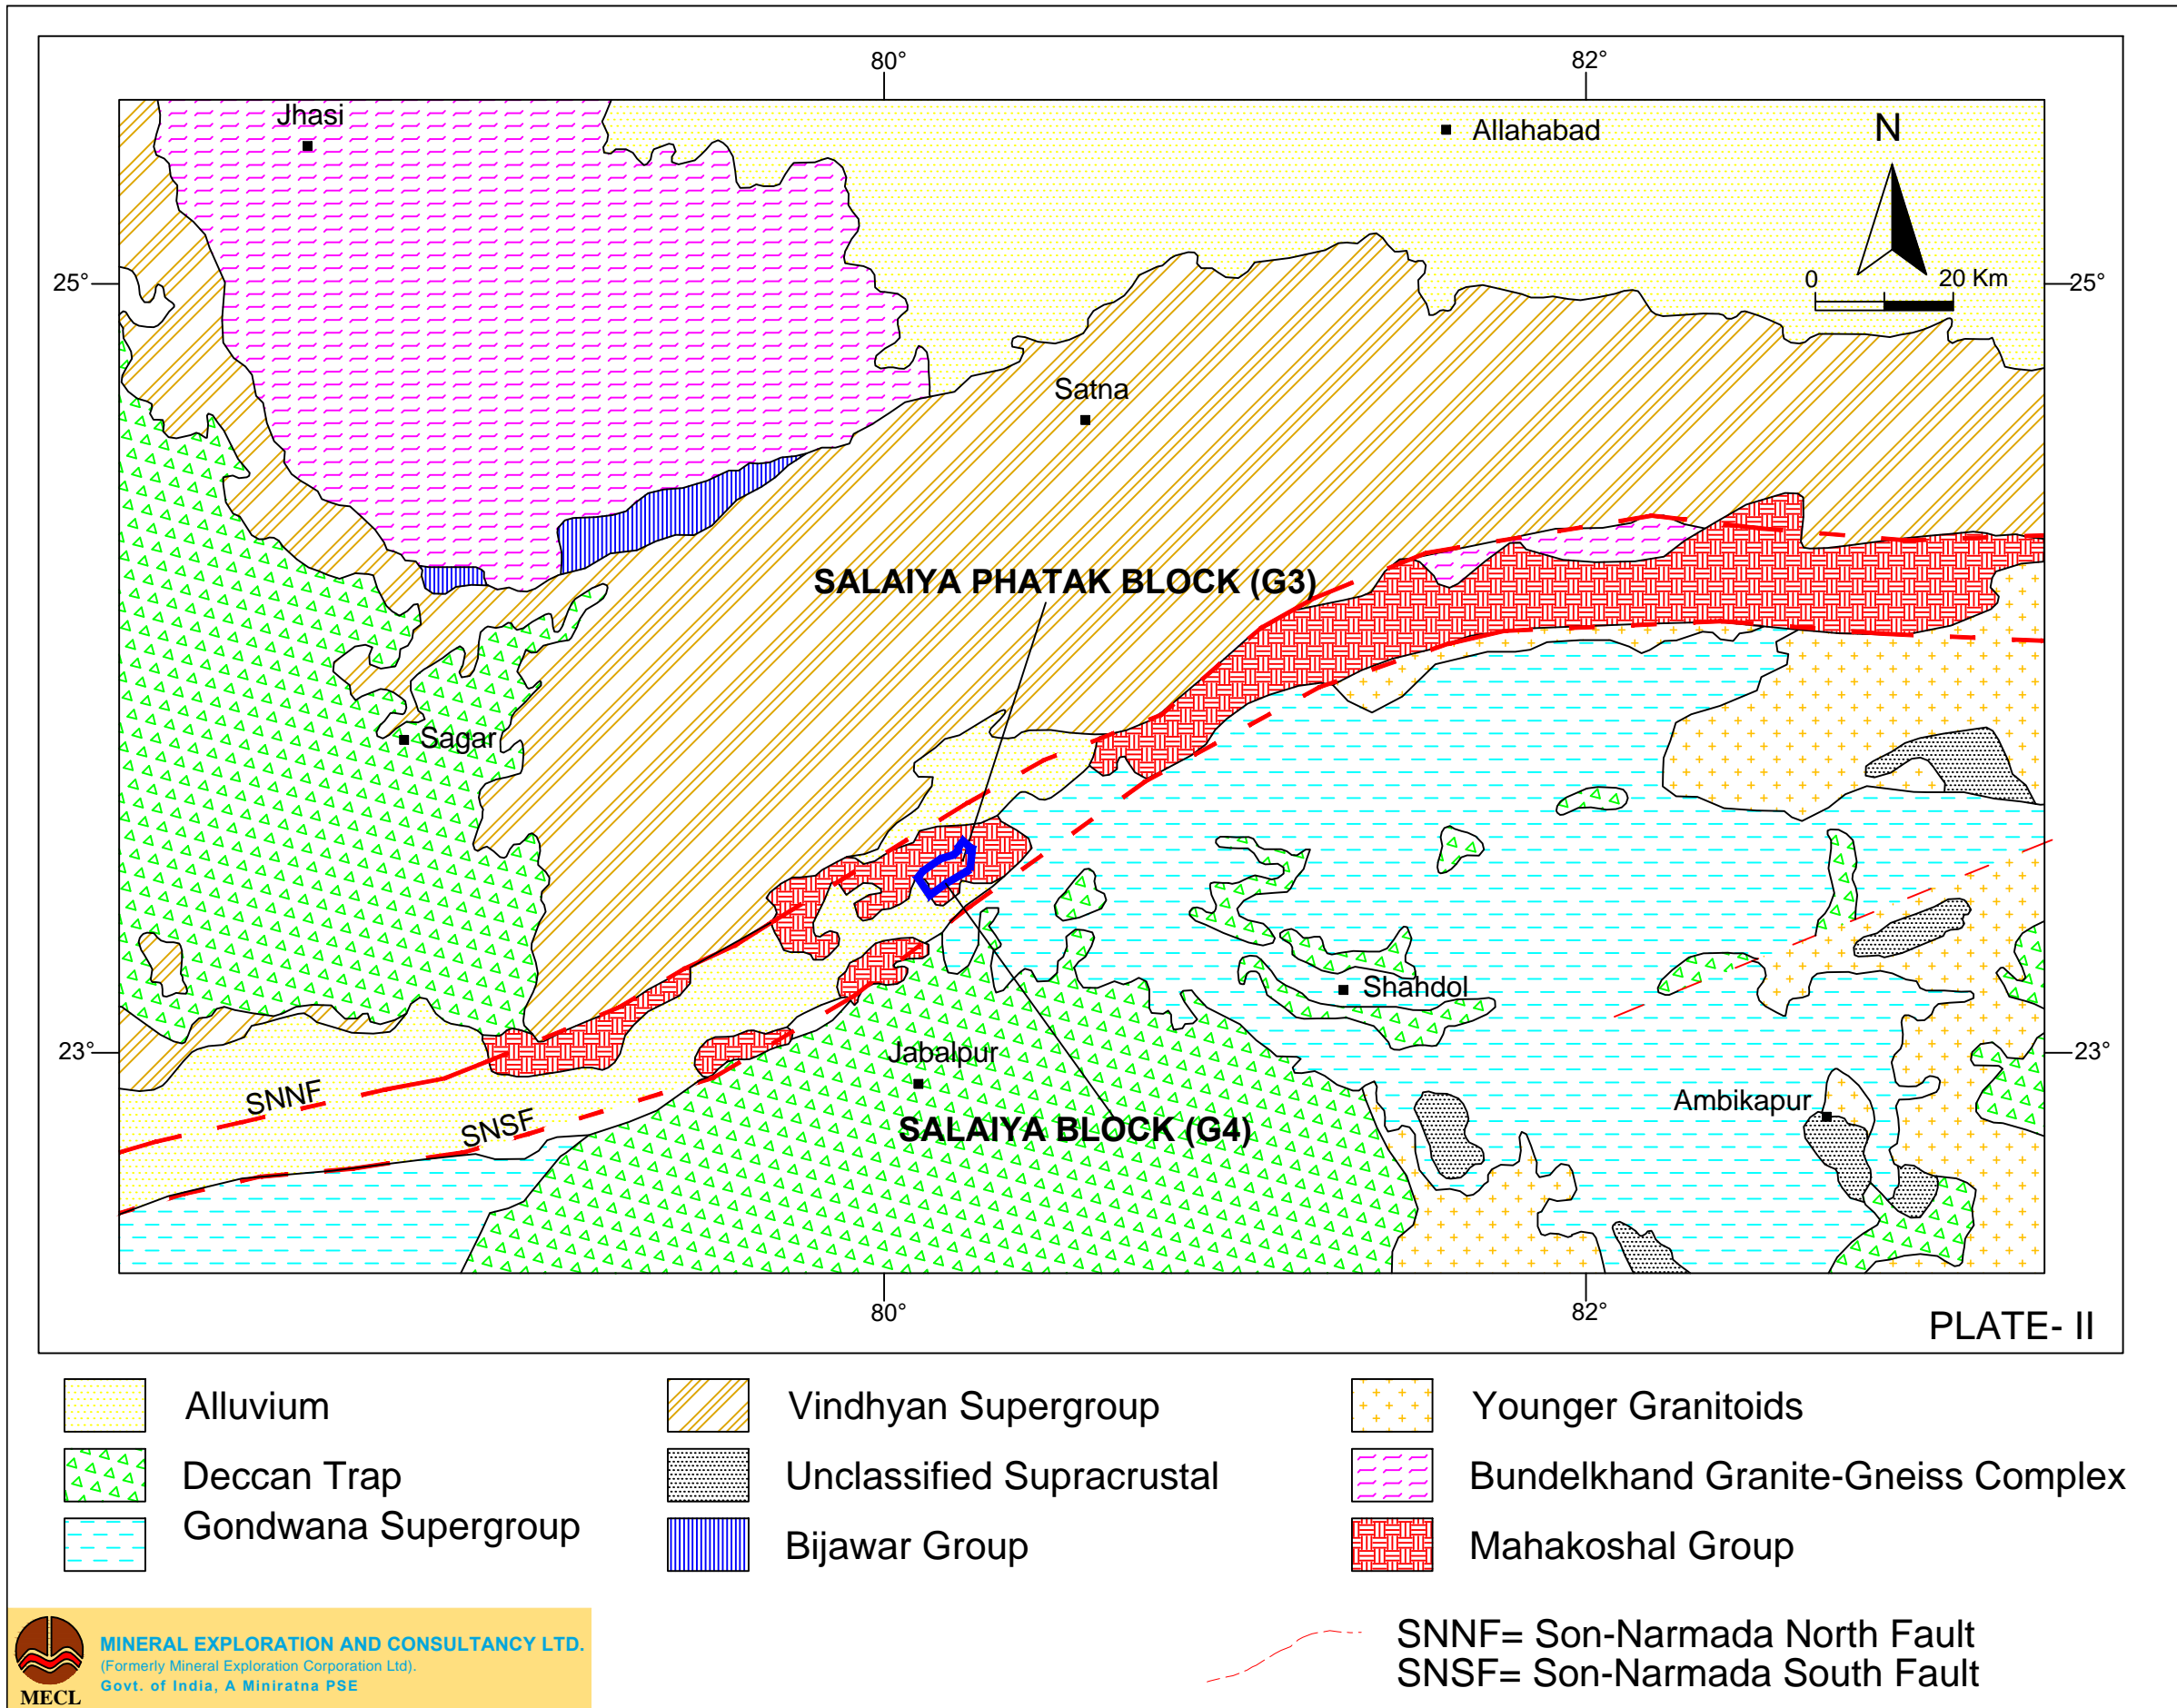 80°
82°
Jhasi
Allahabad
N
25°
0
20 Km
25°
Satna
SALAIYA PHATAK BLOCK (G3)
Sagar
Shahdol
23°
Jabalpur
23°
SNNF
Ambikapur
SNSF
SALAIYA BLOCK (G4)
80°
82°
PLATE- II
Alluvium
Vindhyan Supergroup
Younger Granitoids
Deccan Trap
Unclassified Supracrustal
Bundelkhand Granite-Gneiss Complex
Gondwana Supergroup
Bijawar Group
Mahakoshal Group
MINERAL EXPLORATION AND CONSULTANCY LTD.
(Formerly Mineral Exploration Corporation Ltd).
Govt. of India, A Miniratna PSE
MECL
SNNF= Son-Narmada North Fault
SNSF= Son-Narmada South Fault